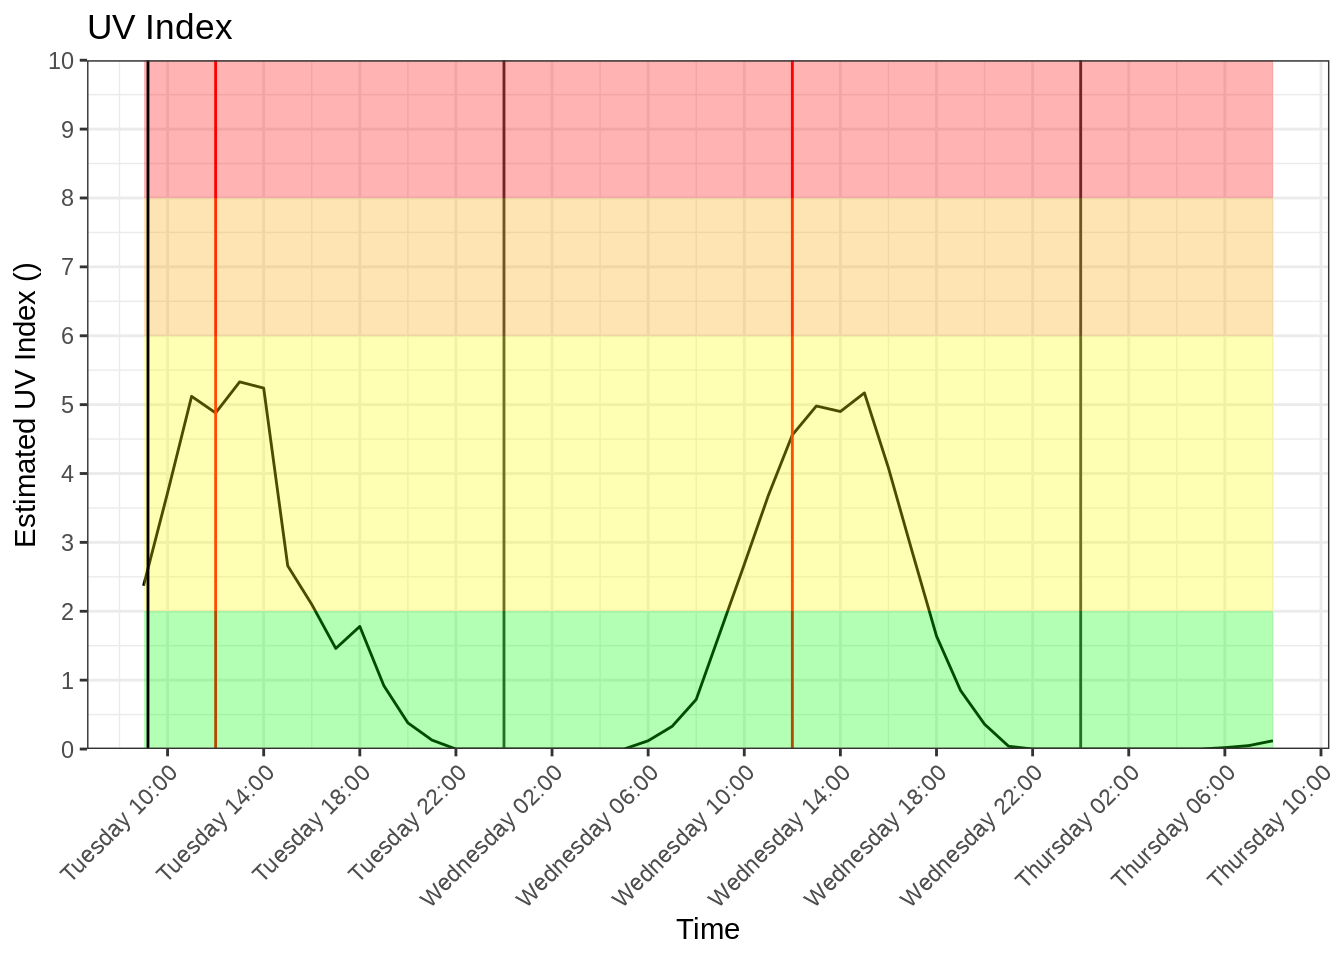 UV Index
Estimated UV Index ()
10
9
8
7
6
5
4
3
2
1
0
Tuesday 10:00
Tuesday 14:00
Tuesday 18:00
Tuesday 22:00
Wednesday 02:00
Wednesday 06:00
Wednesday 10:00
Wednesday 14:00
Wednesday 18:00
Wednesday 22:00
Thursday 02:00
Thursday 06:00
Thursday 10:00
Time